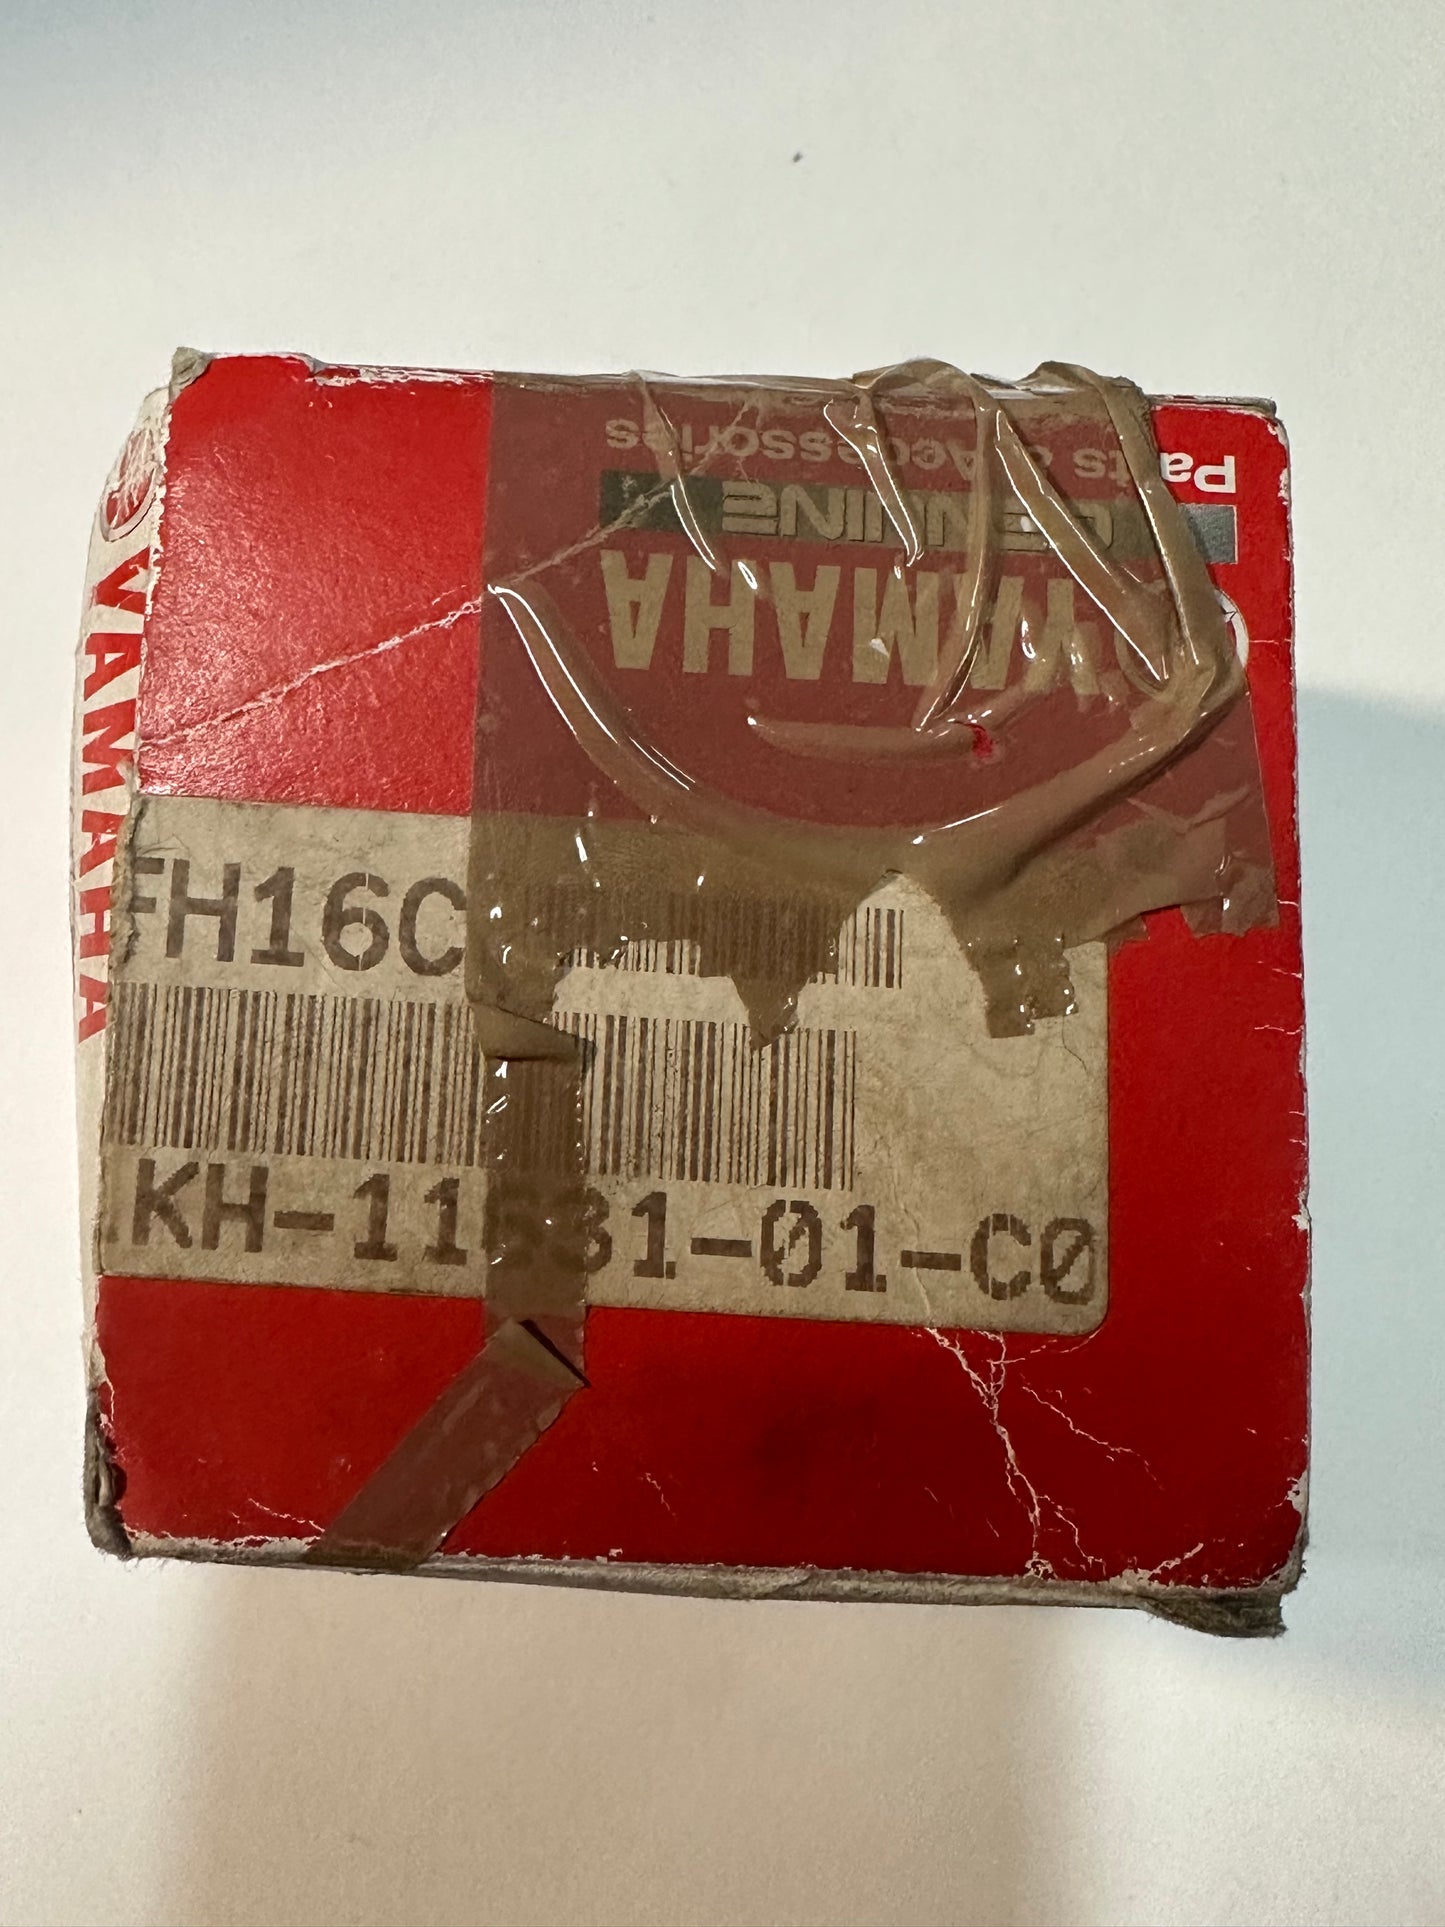 YAMAHA
GENUINE
Parts & Accessories
YAMAHA
FH16C
KH-11631-01-C0